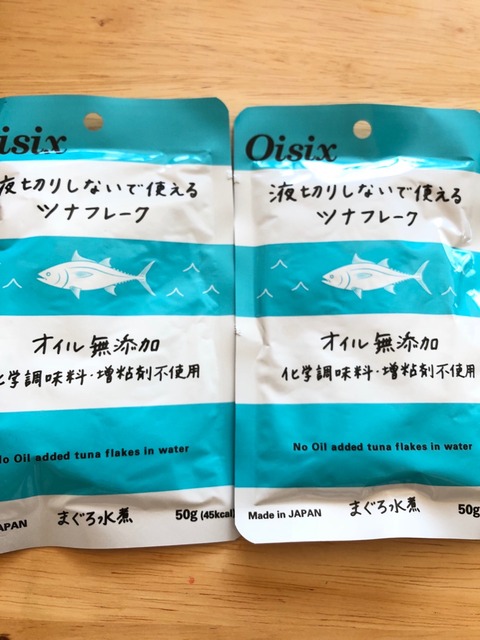 isix
液切りしないで使える
ツナフレーク
オイル無添加
化学調味料・増粘剤不使用
No Oil added tuna flakes in water
APAN
まぐろ水煮
50g (45kcal)
Oisix
液切りしないで使える
ツナフレーク
オイル無添加
化学調味料・増粘剤不使用
No Oil added tuna flakes in water
Made in JAPAN
まぐろ水煮
50g